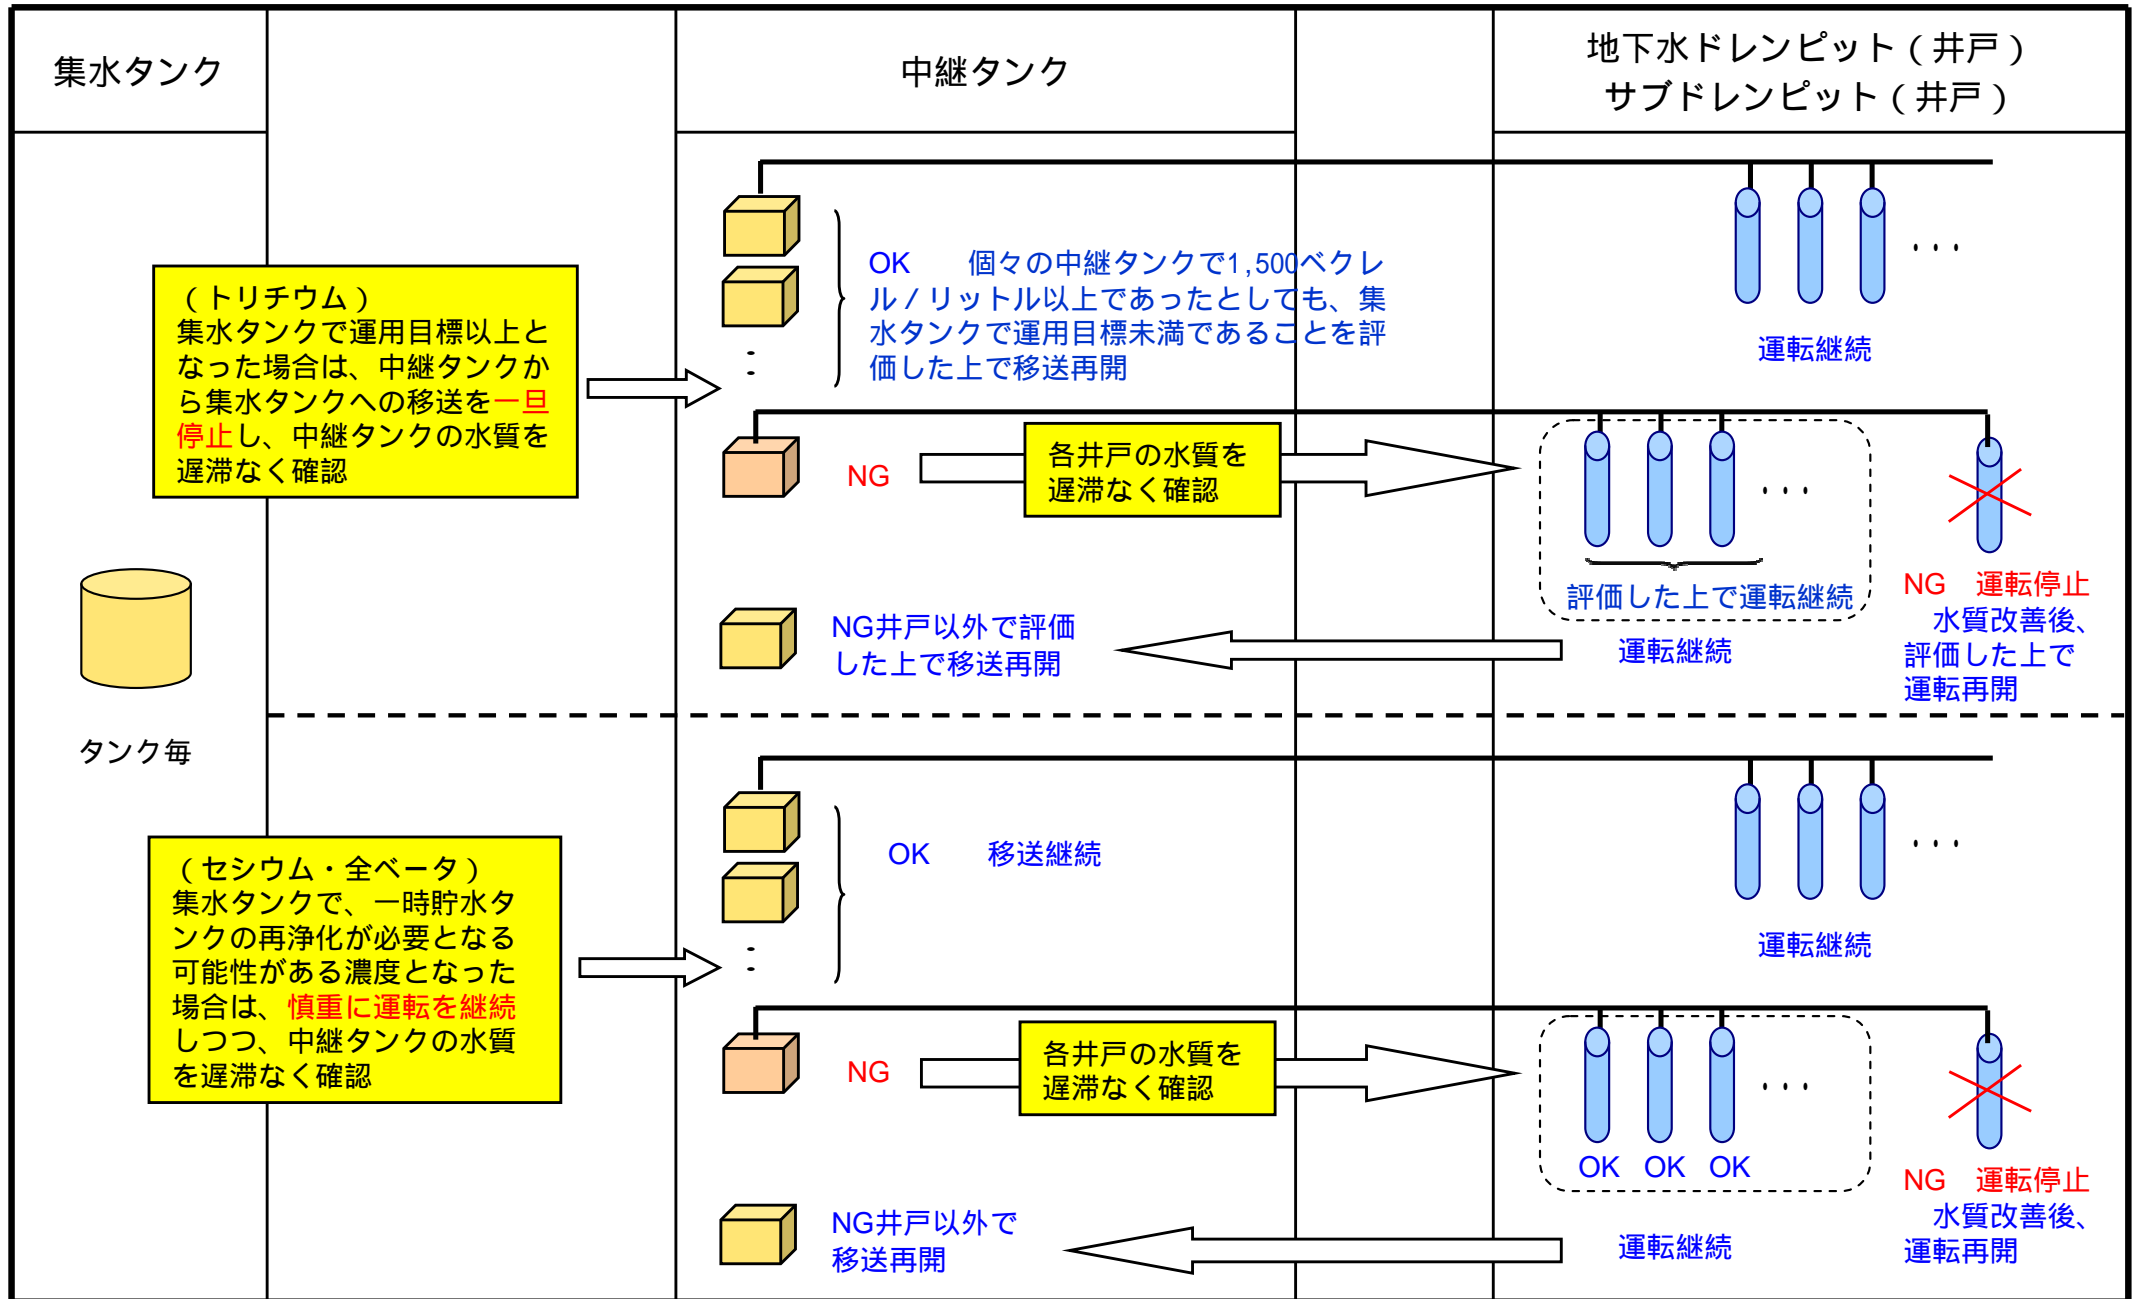 集水タンク
中継タンク
地下水ドレンピット（井戸）
サブドレンピット（井戸）
（トリチウム）
集水タンクで運用目標以上と
なった場合は、中継タンクか
ら集水タンクへの移送を一旦
停止し、中継タンクの水質を
遅滞なく確認
OK　個々の中継タンクで1,500ベクレ
ル／リットル以上であったとしても、集
水タンクで運用目標未満であることを評
価した上で移送再開
・・・
運転継続
NG
各井戸の水質を
遅滞なく確認
・・・
評価した上で運転継続
運転継続
NG　運転停止
水質改善後、
評価した上で
運転再開
NG井戸以外で評価
した上で移送再開
タンク毎
（セシウム・全ベータ）
集水タンクで、一時貯水タ
ンクの再浄化が必要となる
可能性がある濃度となった
場合は、慎重に運転を継続
しつつ、中継タンクの水質
を遅滞なく確認
OK　移送継続
・・・
運転継続
NG
各井戸の水質を
遅滞なく確認
・・・
OK OK OK
運転継続
NG　運転停止
水質改善後、
運転再開
NG井戸以外で
移送再開